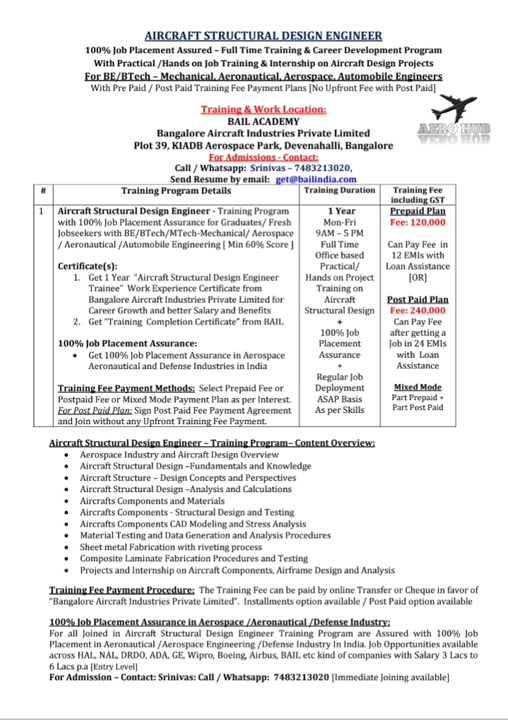 AIRCRAFT STRUCTURAL DESIGN ENGINEER
100% Job Placement Assured – Full Time Training & Career Development Program
With Practical /Hands on Job Training & Internship on Aircraft Design Projects
For BE/BTech – Mechanical, Aeronautical, Aerospace, Automobile Engineers
With Pre Paid / Post Paid Training Fee Payment Plans [No Upfront Fee with Post Paid]
Training & Work Location:
BAIL ACADEMY
Bangalore Aircraft Industries Private Limited
Plot 39, KIADB Aerospace Park, Devenahalli, Bangalore
For Admissions - Contact:
Call / Whatsapp: Srinivas – 7483213020,
Send Resume by email: get@bailindia.com
AERO HUB
# Training Program Details Training Duration Training Fee
including GST
1 Aircraft Structural Design Engineer - Training Program
with 100% Job Placement Assurance for Graduates/ Fresh
Jobseekers with BE/BTech/MTech-Mechanical/ Aerospace
/ Aeronautical /Automobile Engineering [ Min 60% Score ]
Certificate(s):
1. Get 1 Year "Aircraft Structural Design Engineer
Trainee" Work Experience Certificate from
Bangalore Aircraft Industries Private Limited for
Career Growth and better Salary and Benefits
2. Get "Training Completion Certificate" from BAIL.
100% Job Placement Assurance:
• Get 100% Job Placement Assurance in Aerospace
Aeronautical and Defense Industries in India
Training Fee Payment Methods: Select Prepaid Fee or
Postpaid Fee or Mixed Mode Payment Plan as per Interest.
For Post Paid Plan: Sign Post Paid Fee Payment Agreement
and Join without any Upfront Training Fee Payment.
1 Year
Mon-Fri
9AM – 5 PM
Full Time
Office based
Practical/
Hands on Project
Training on
Aircraft
Structural Design
+
100% Job
Placement
Assurance
+
Regular Job
Deployment
ASAP Basis
As per Skills
Prepaid Plan
Fee: 120,000
Can Pay Fee in
12 EMIs with
Loan Assistance
[OR]
Post Paid Plan
Fee: 240,000
Can Pay Fee
after getting a
Job in 24 EMIs
with Loan
Assistance
Mixed Mode
Part Prepaid +
Part Post Paid
Aircraft Structural Design Engineer – Training Program– Content Overview:
• Aerospace Industry and Aircraft Design Overview
• Aircraft Structural Design –Fundamentals and Knowledge
• Aircraft Structure – Design Concepts and Perspectives
• Aircraft Structural Design –Analysis and Calculations
• Aircrafts Components and Materials
• Aircrafts Components - Structural Design and Testing
• Aircrafts Components CAD Modeling and Stress Analysis
• Material Testing and Data Generation and Analysis Procedures
• Sheet metal Fabrication with riveting process
• Composite Laminate Fabrication Procedures and Testing
• Projects and Internship on Aircraft Components, Airframe Design and Analysis
Training Fee Payment Procedure: The Training Fee can be paid by online Transfer or Cheque in favor of
"Bangalore Aircraft Industries Private Limited". Installments option available / Post Paid option available
100% Job Placement Assurance in Aerospace /Aeronautical /Defense Industry:
For all Joined in Aircraft Structural Design Engineer Training Program are Assured with 100% Job
Placement in Aeronautical /Aerospace Engineering /Defense Industry In India. Job Opportunities available
across HAL, NAL, DRDO, ADA, GE, Wipro, Boeing, Airbus, BAIL etc kind of companies with Salary 3 Lacs to
6 Lacs p.a [Entry Level]
For Admission – Contact: Srinivas: Call / Whatsapp: 7483213020 [Immediate Joining available]